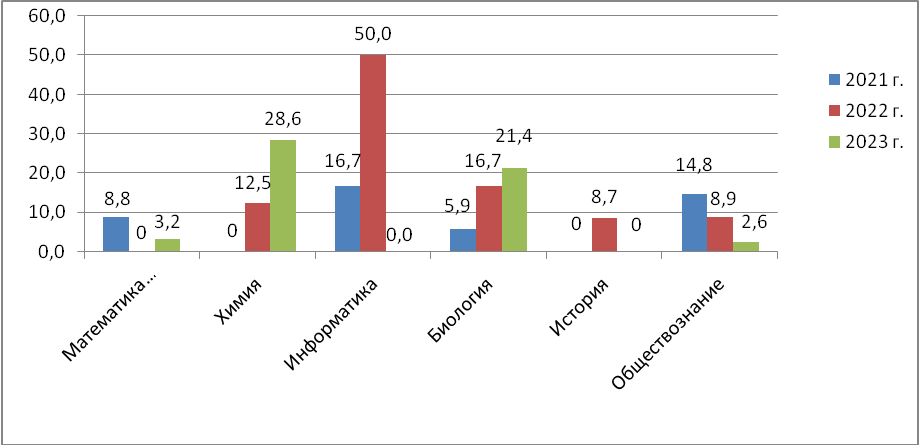 60,0
50,0
40,0
30,0
20,0
10,0
0,0
8,8
0
3,2
0
12,5
28,6
16,7
50,0
0,0
5,9
16,7
21,4
0
8,7
0
14,8
8,9
2,6
Математика...
Химия
Информатика
Биология
История
Обществознание
2021 г.
2022 г.
2023 г.